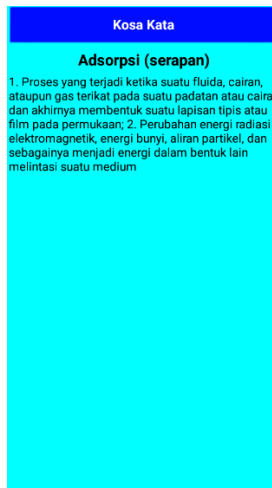 Kosa Kata
Adsorpsi (serapan)
1. Proses yang terjadi ketika suatu fluida, cairan,
ataupun gas terikat pada suatu padatan atau caira
dan akhirnya membentuk suatu lapisan tipis atau
film pada permukaan; 2. Perubahan energi radiasi
elektromagnetik, energi bunyi, aliran partikel, dan
sebagainya menjadi energi dalam bentuk lain
melintasi suatu medium